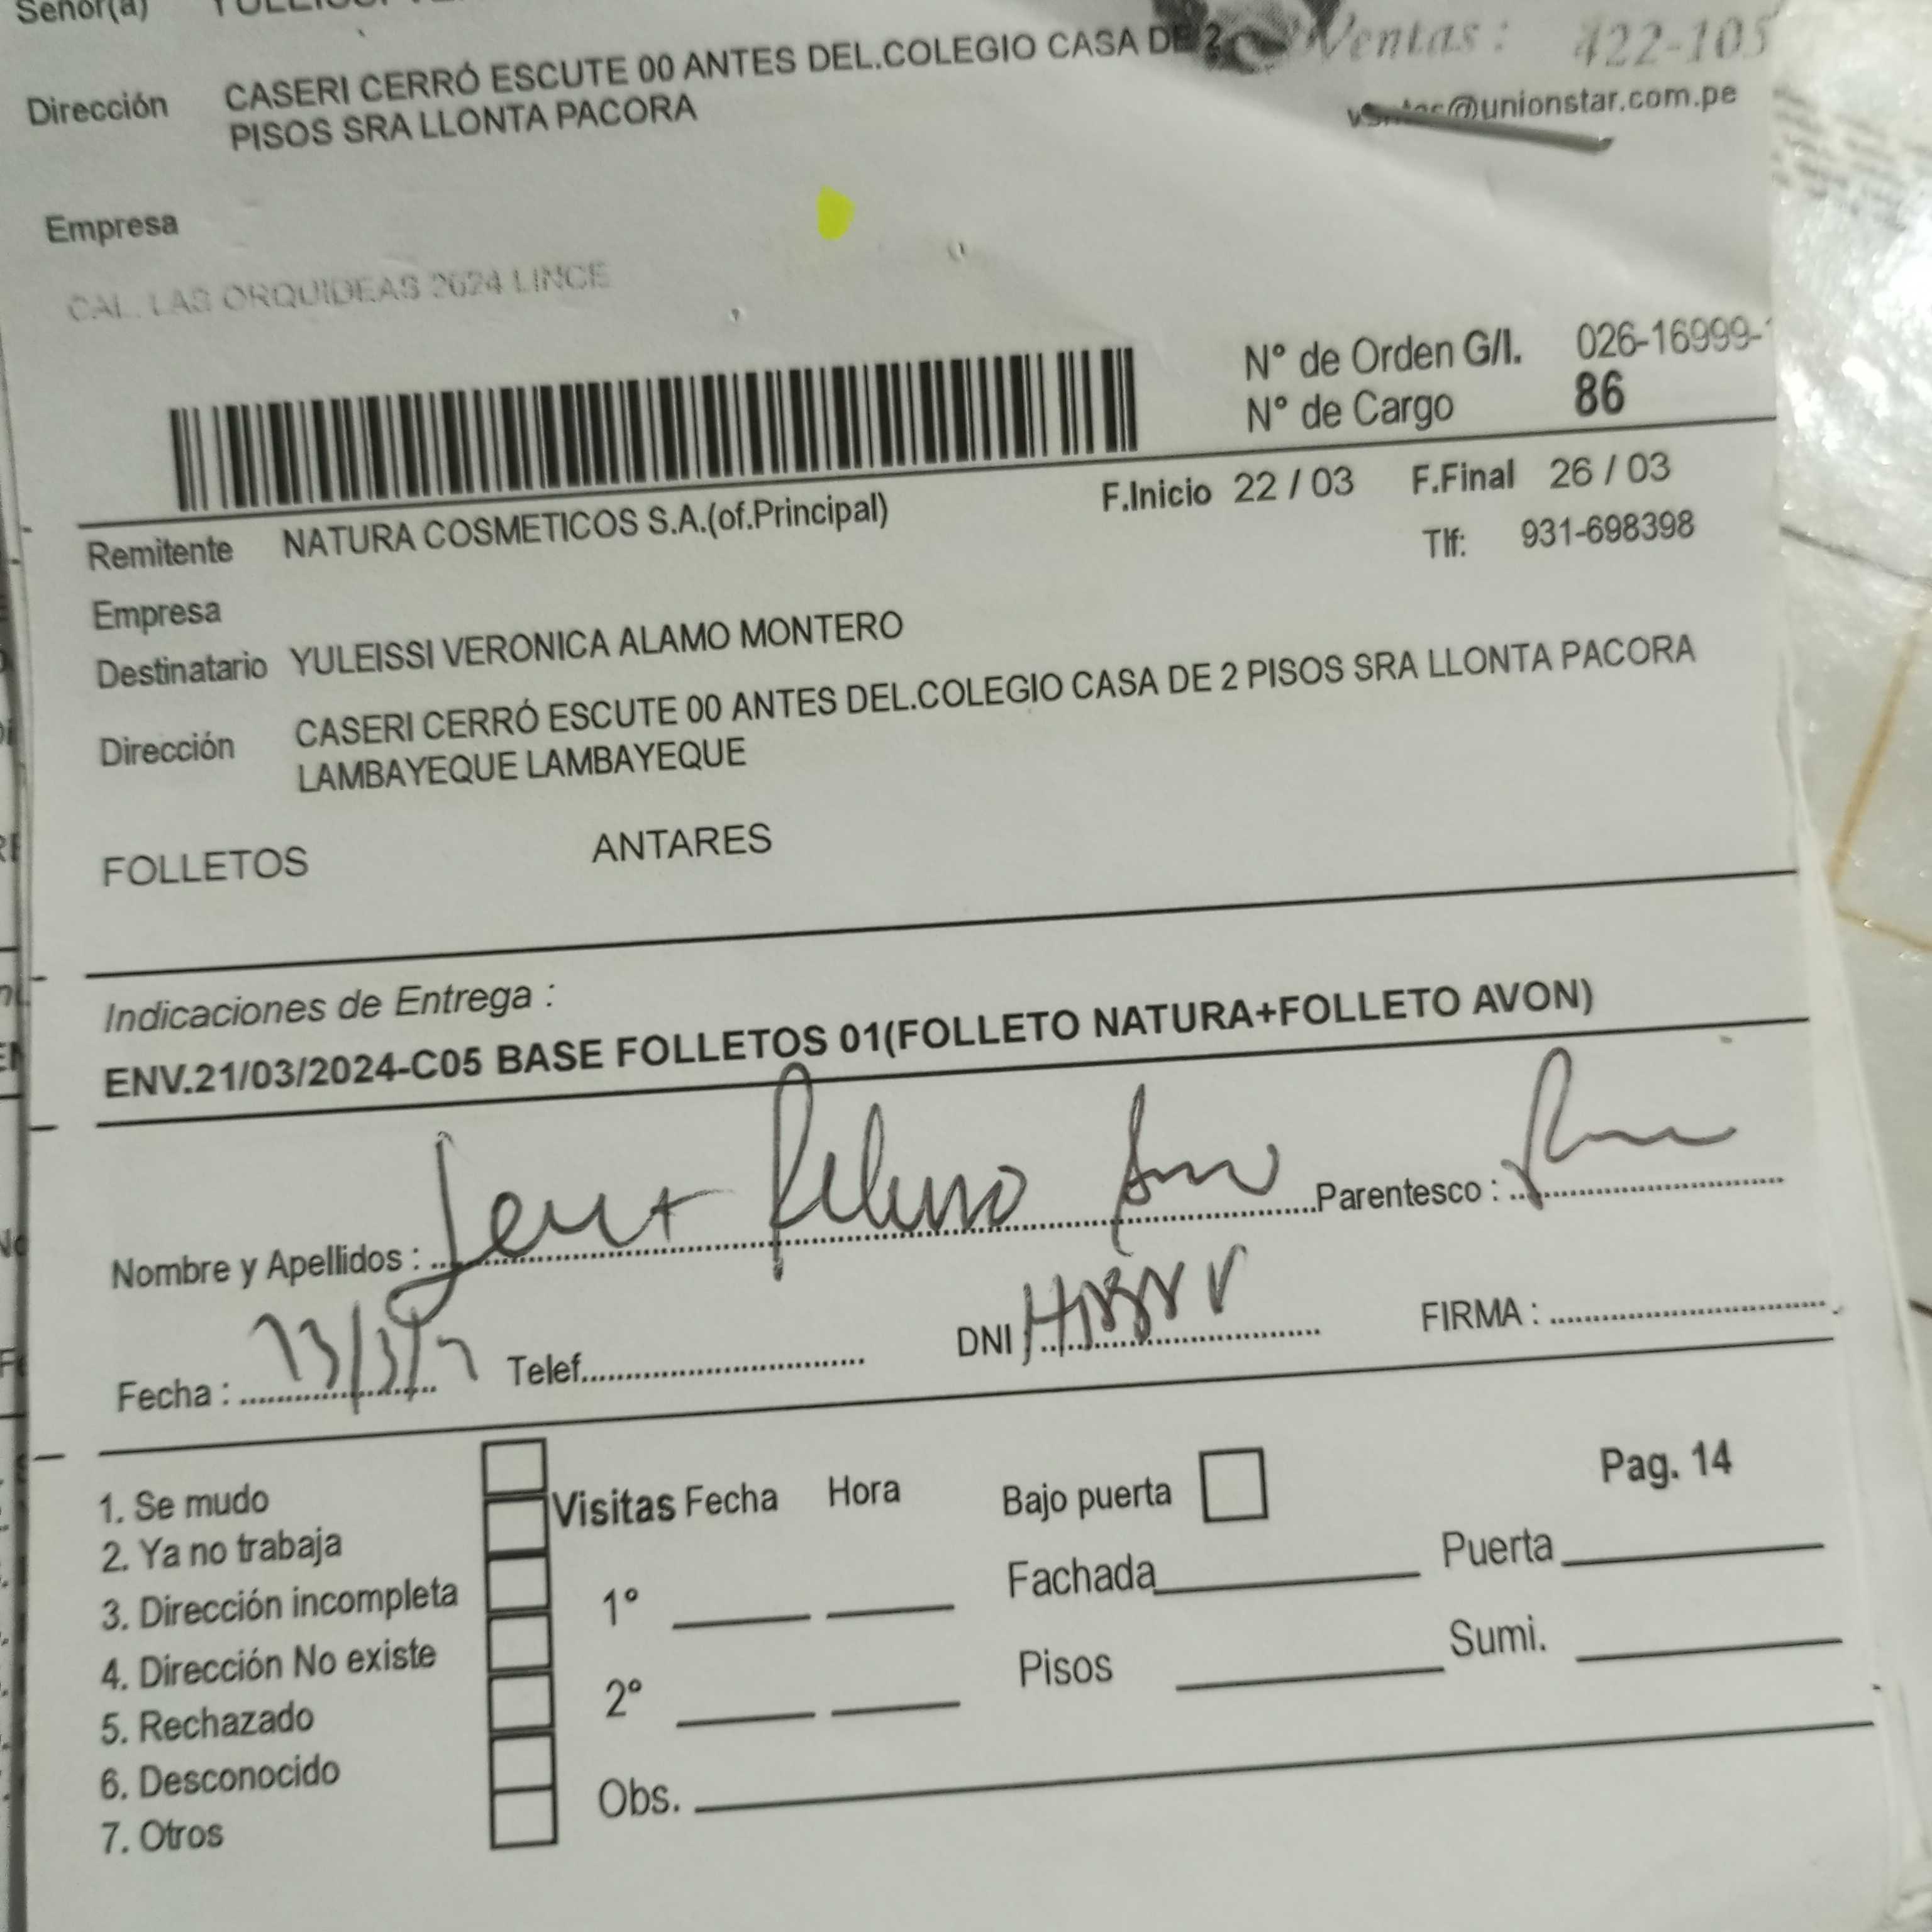 Señor(a)
Ventas : 422-105
Dirección CASERI CERRÓ ESCUTE 00 ANTES DEL.COLEGIO CASA DE 2
PISOS SRA LLONTA PACORA
@unionstar.com.pe
Empresa
CAL. LAS ORQUIDEAS 2624 LINCE
N° de Orden G/I. 026-16999-
N° de Cargo 86
F.Inicio 22 / 03 F.Final 26 / 03
Remitente NATURA COSMETICOS S.A.(of.Principal)
Tlf: 931-698398
Empresa
Destinatario YULEISSI VERONICA ALAMO MONTERO
Dirección CASERI CERRÓ ESCUTE 00 ANTES DEL.COLEGIO CASA DE 2 PISOS SRA LLONTA PACORA
LAMBAYEQUE LAMBAYEQUE
FOLLETOS ANTARES
Indicaciones de Entrega :
ENV.21/03/2024-C05 BASE FOLLETOS 01(FOLLETO NATURA+FOLLETO AVON)
Nombre y Apellidos : Parentesco :
Fecha : Telef. DNI FIRMA :
1. Se mudo
2. Ya no trabaja
3. Dirección incompleta
4. Dirección No existe
5. Rechazado
6. Desconocido
7. Otros
Visitas Fecha Hora
1°
2°
Obs.
Bajo puerta
Pag. 14
Fachada Puerta
Pisos Sumi.